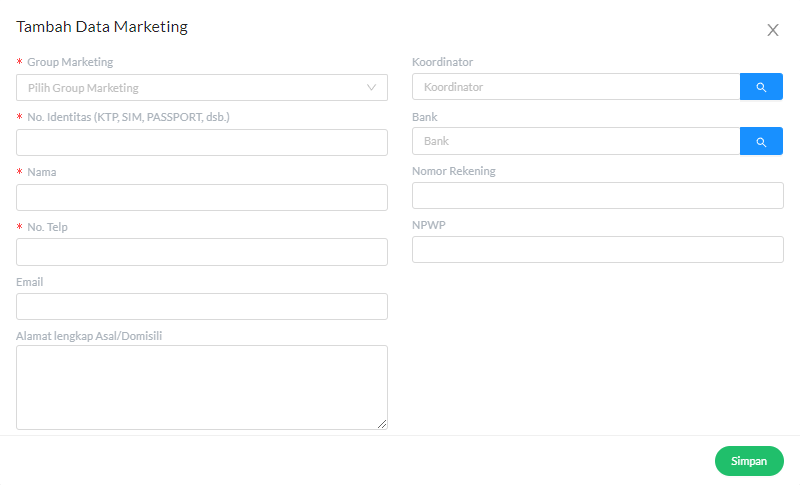 Tambah Data Marketing
* Group Marketing
Pilih Group Marketing
* No. Identitas (KTP, SIM, PASSPORT, dsb.)
* Nama
* No. Telp
Email
Alamat lengkap Asal/Domisili
Koordinator
Koordinator
Bank
Bank
Nomor Rekening
NPWP
Simpan